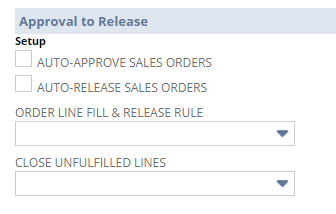 Approval to Release
Setup
AUTO-APPROVE SALES ORDERS
AUTO-RELEASE SALES ORDERS
ORDER LINE FILL & RELEASE RULE
CLOSE UNFULFILLED LINES